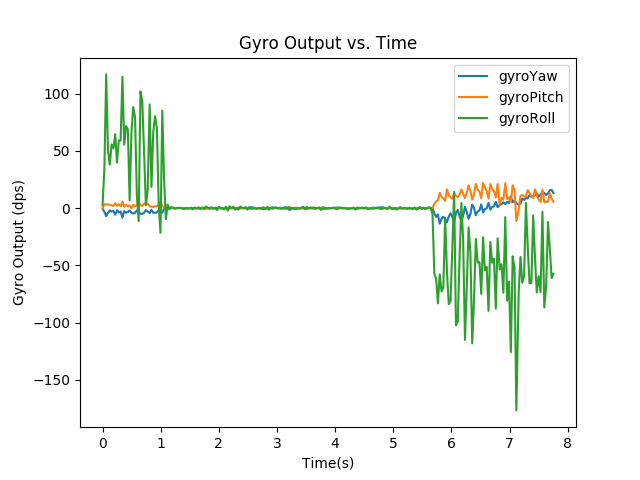 Gyro Output vs. Time
gyroYaw
gyroPitch
gyroRoll
Gyro Output (dps)
100
50
0
−50
−100
−150
0 1 2 3 4 5 6 7 8
Time(s)